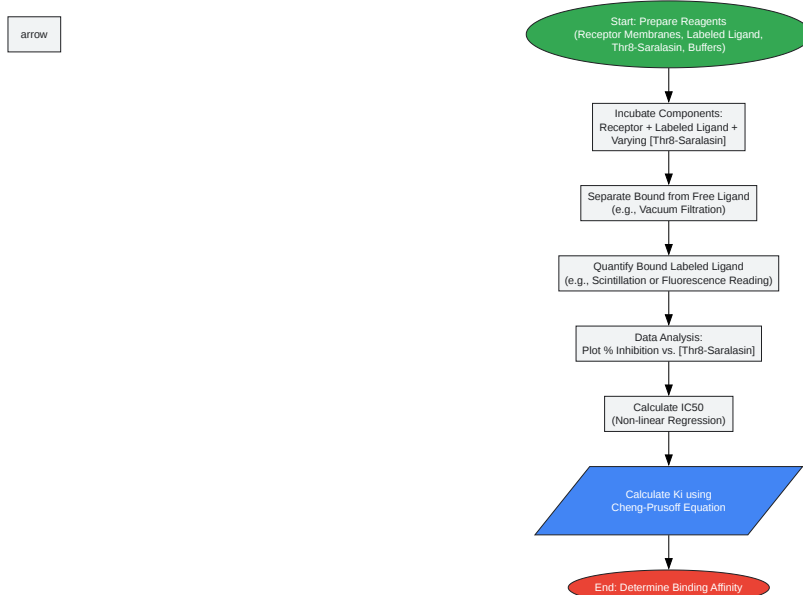 arrow
Start: Prepare Reagents
(Receptor Membranes, Labeled Ligand,
Thr8-Saralasin, Buffers)
Incubate Components:
Receptor + Labeled Ligand +
Varying [Thr8-Saralasin]
Separate Bound from Free Ligand
(e.g., Vacuum Filtration)
Quantify Bound Labeled Ligand
(e.g., Scintillation or Fluorescence Reading)
Data Analysis:
Plot % Inhibition vs. [Thr8-Saralasin]
Calculate IC50
(Non-linear Regression)
Calculate Ki using
Cheng-Prusoff Equation
End: Determine Binding Affinity